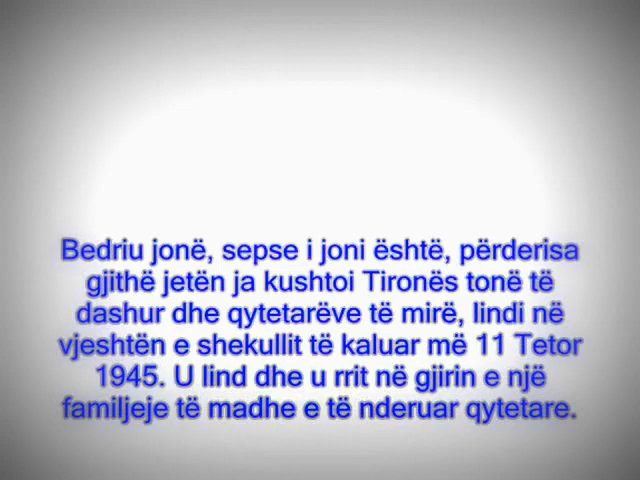 Bedriu jonë, sepse i joni është, përderisa
gjithë jetën ja kushtoi Tironës tonë të
dashur dhe qytetarëve të mirë, lindi në
vjeshtën e shekullit të kaluar më 11 Tetor
1945. U lind dhe u rrit në gjirin e një
familjeje të madhe e të nderuar qytetare.